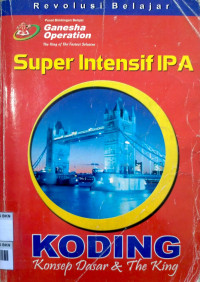 Revolusi Belajar
Pusat Bimbingan Belajar
Ganesha
Operation
The King of The Fastest Solution
Super Intensif IPA
KODING
Konsep Dasar & The King